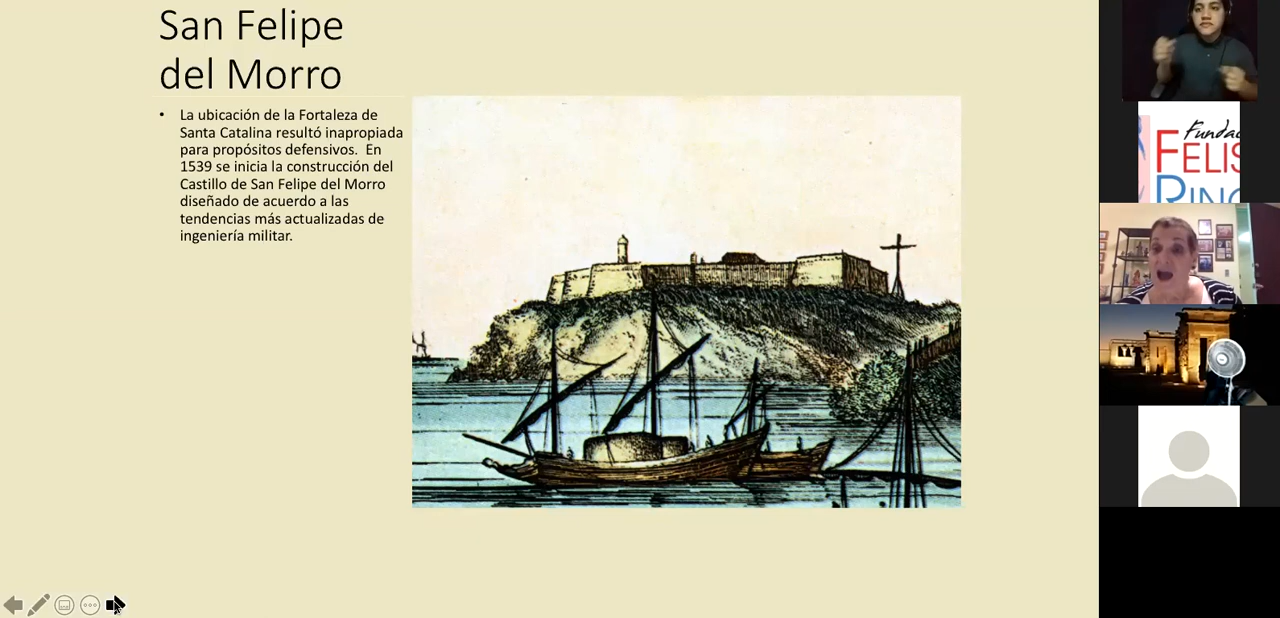 San Felipe
del Morro
• La ubicación de la Fortaleza de
Santa Catalina resultó inapropiada
para propósitos defensivos.  En
1539 se inicia la construcción del
Castillo de San Felipe del Morro
diseñado de acuerdo a las
tendencias más actualizadas de
ingeniería militar.
Fundac
FELIS
RINC